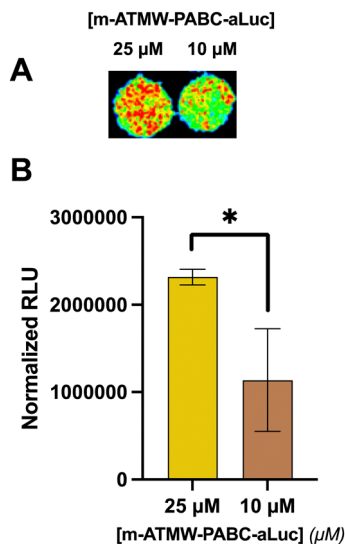 [m-ATMW-PABC-aLuc]
25 µM 10 µM
A
B
3000000
*
2000000
1000000
0
Normalized RLU
25 µM 10 µM
[m-ATMW-PABC-aLuc] (µM)